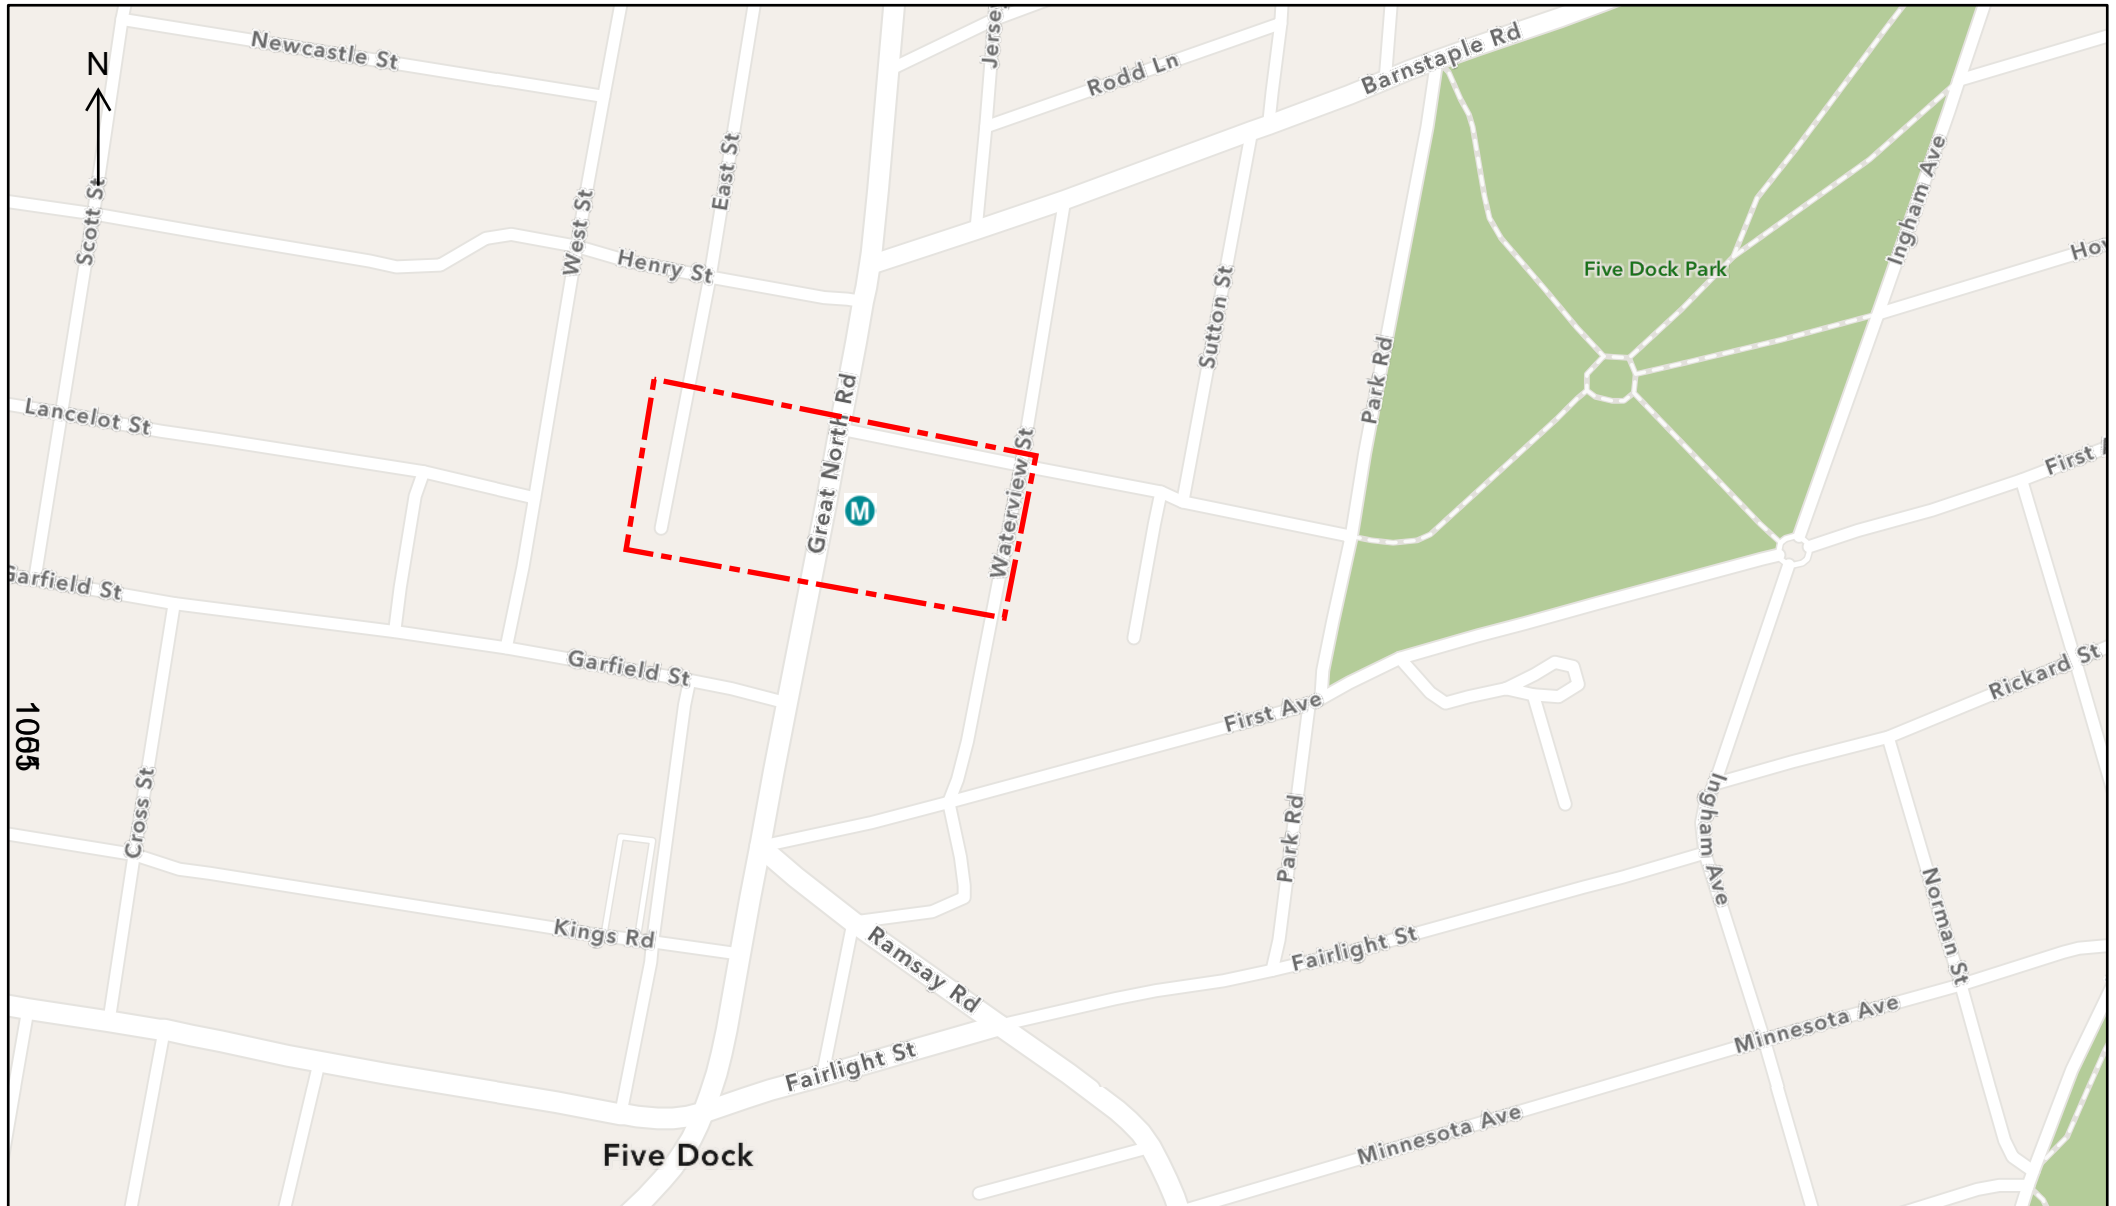 Newcastle St
N
Jersey
Rodd Ln
Barnstaple Rd
Scott St
West St
East St
Henry St
Sutton St
Park Rd
Five Dock Park
Ingham Ave
Lancelot St
Great North Rd
M
Waterview St
First
Garfield St
Garfield St
First Ave
Rickard St
Cross St
Park Rd
Ingham Ave
Kings Rd
Ramsay Rd
Fairlight St
Norman St
Fairlight St
Minnesota Ave
Minnesota Ave
Five Dock